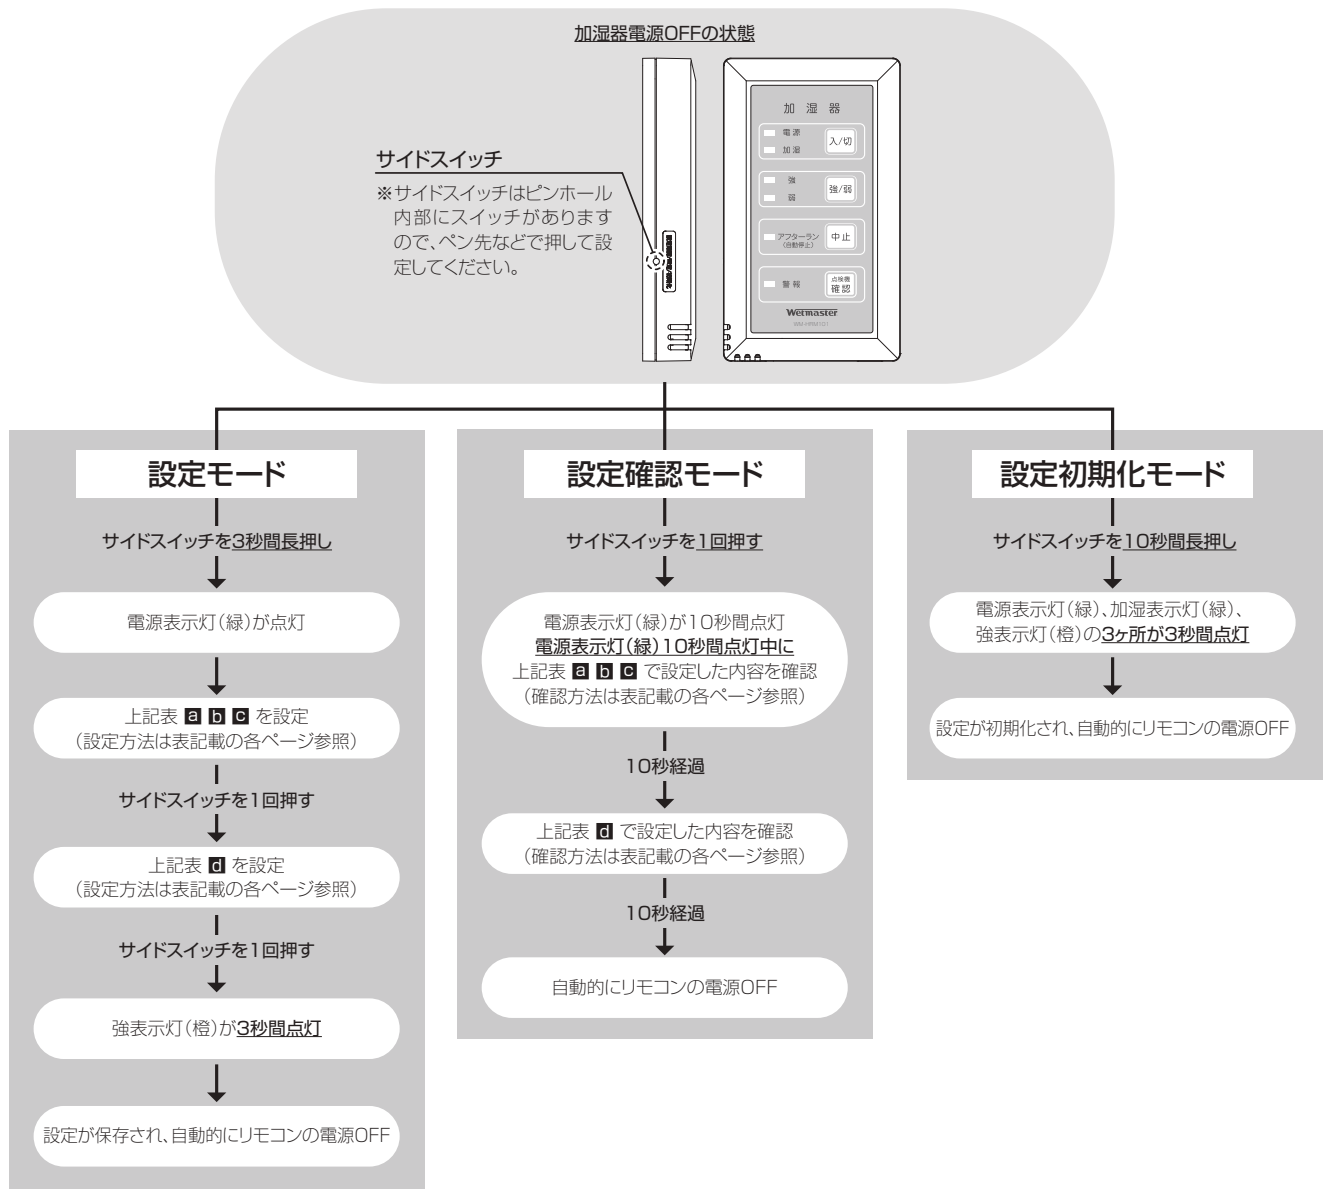 加湿器電源OFFの状態
サイドスイッチ
※サイドスイッチはピンホール
内部にスイッチがあります
ので、ペン先などで押して設
定してください。
加 湿 器
電 源
加 湿
入/切
強
弱
強/弱
アフターラン
(自動停止)
中止
警 報
点検機
確 認
Wetmaster
設定モード
サイドスイッチを3秒間長押し
電源表示灯(緑)が点灯
上記表 a b c を設定
(設定方法は表記載の各ページ参照)
サイドスイッチを1回押す
上記表 d を設定
(設定方法は表記載の各ページ参照)
サイドスイッチを1回押す
強表示灯(橙)が3秒間点灯
設定が保存され、自動的にリモコンの電源OFF
設定確認モード
サイドスイッチを1回押す
電源表示灯(緑)が10秒間点灯
電源表示灯(緑)10秒間点灯中に
上記表 a b c で設定した内容を確認
(確認方法は表記載の各ページ参照)
10秒経過
上記表 d で設定した内容を確認
(確認方法は表記載の各ページ参照)
10秒経過
自動的にリモコンの電源OFF
設定初期化モード
サイドスイッチを10秒間長押し
電源表示灯(緑)、加湿表示灯(緑)、
強表示灯(橙)の3ヶ所が3秒間点灯
設定が初期化され、自動的にリモコンの電源OFF